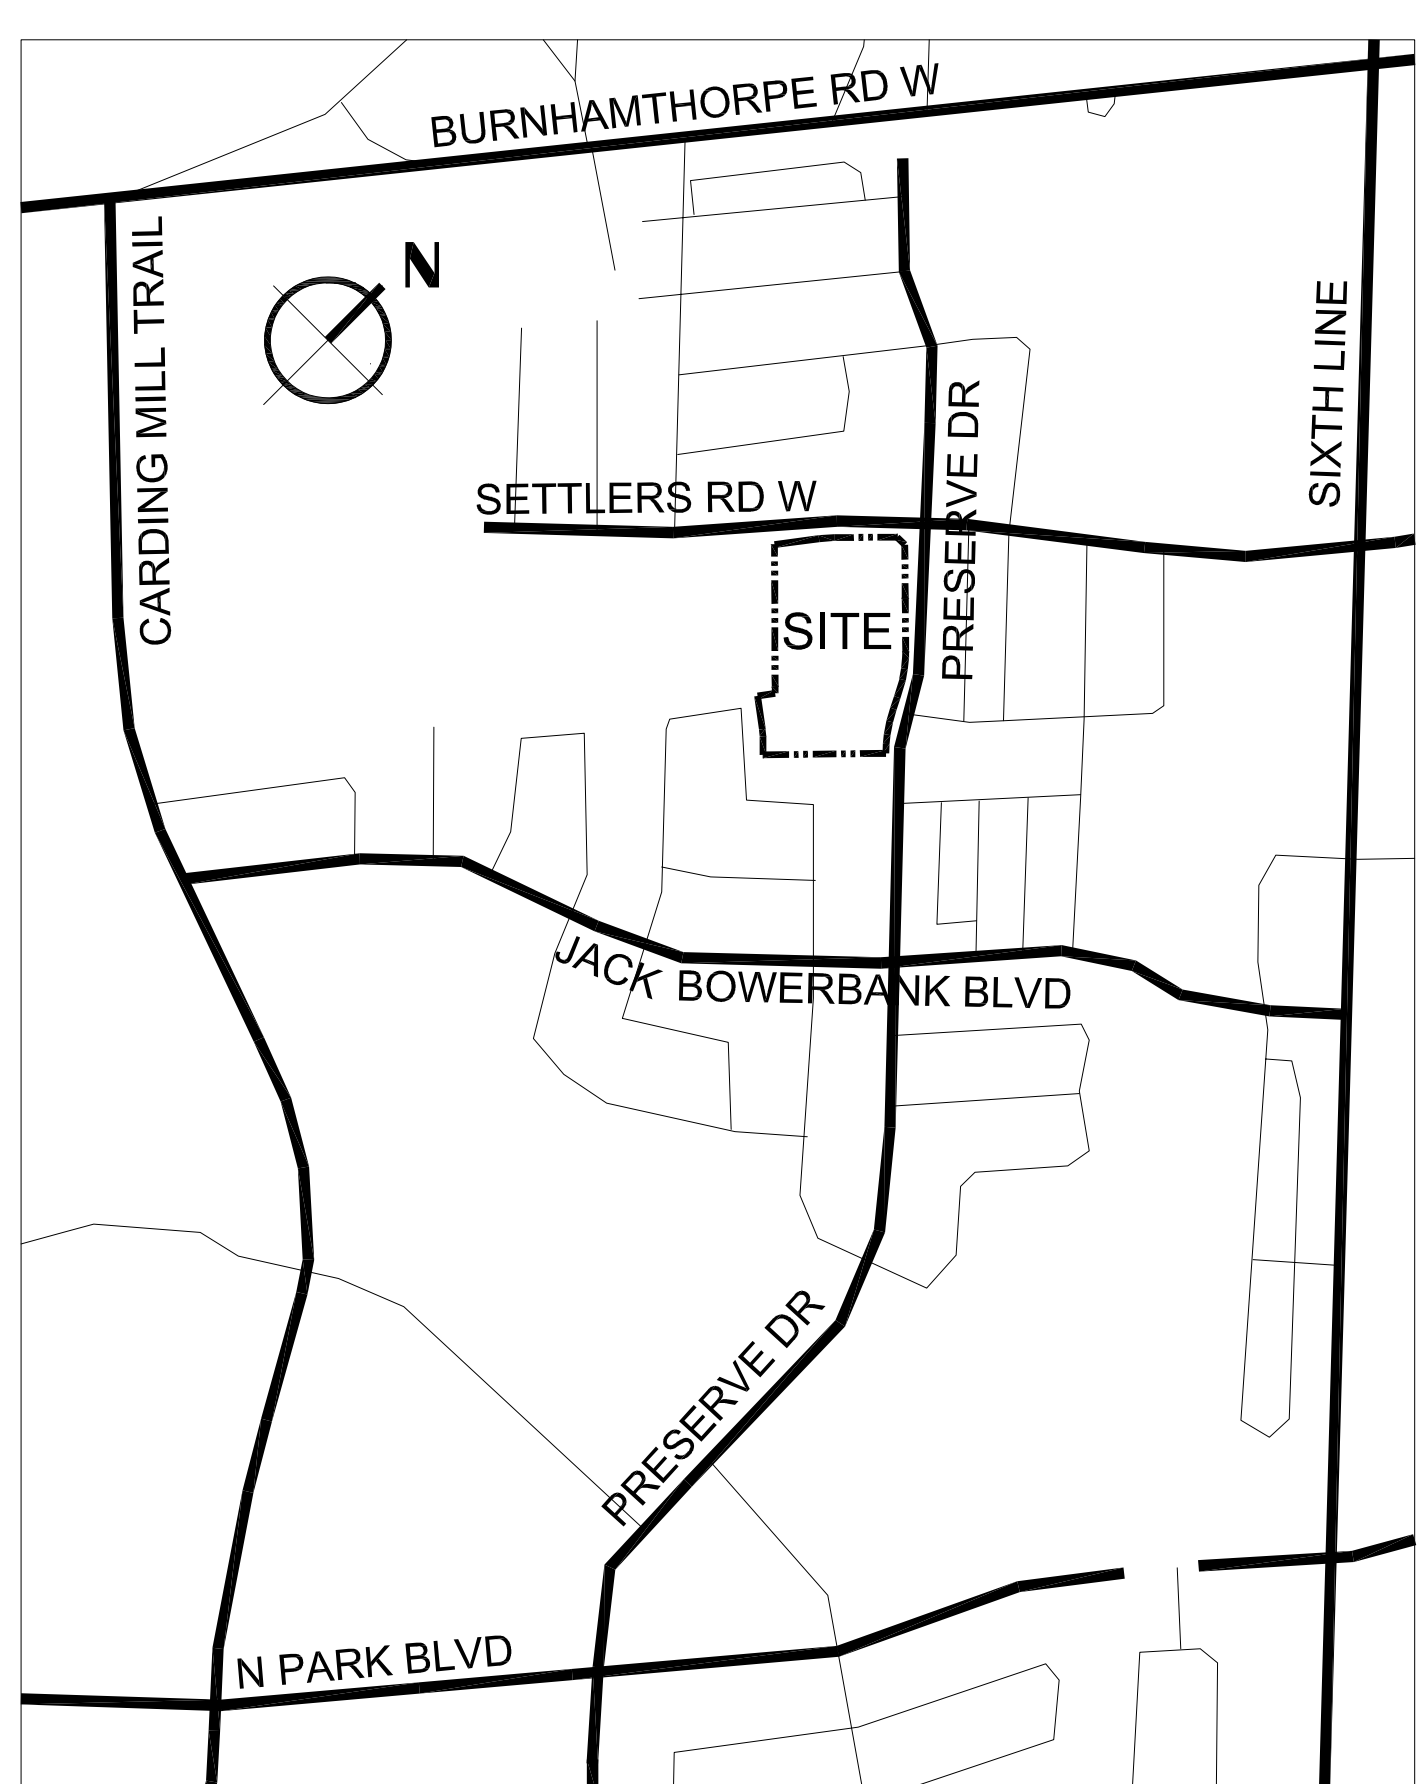 BURNHAMTHORPE RD W
CARDING MILL TRAIL
N
SIXTH LINE
PRESERVE DR
SETTLERS RD W
SITE
JACK BOWERBANK BLVD
PRESERVE DR
N PARK BLVD